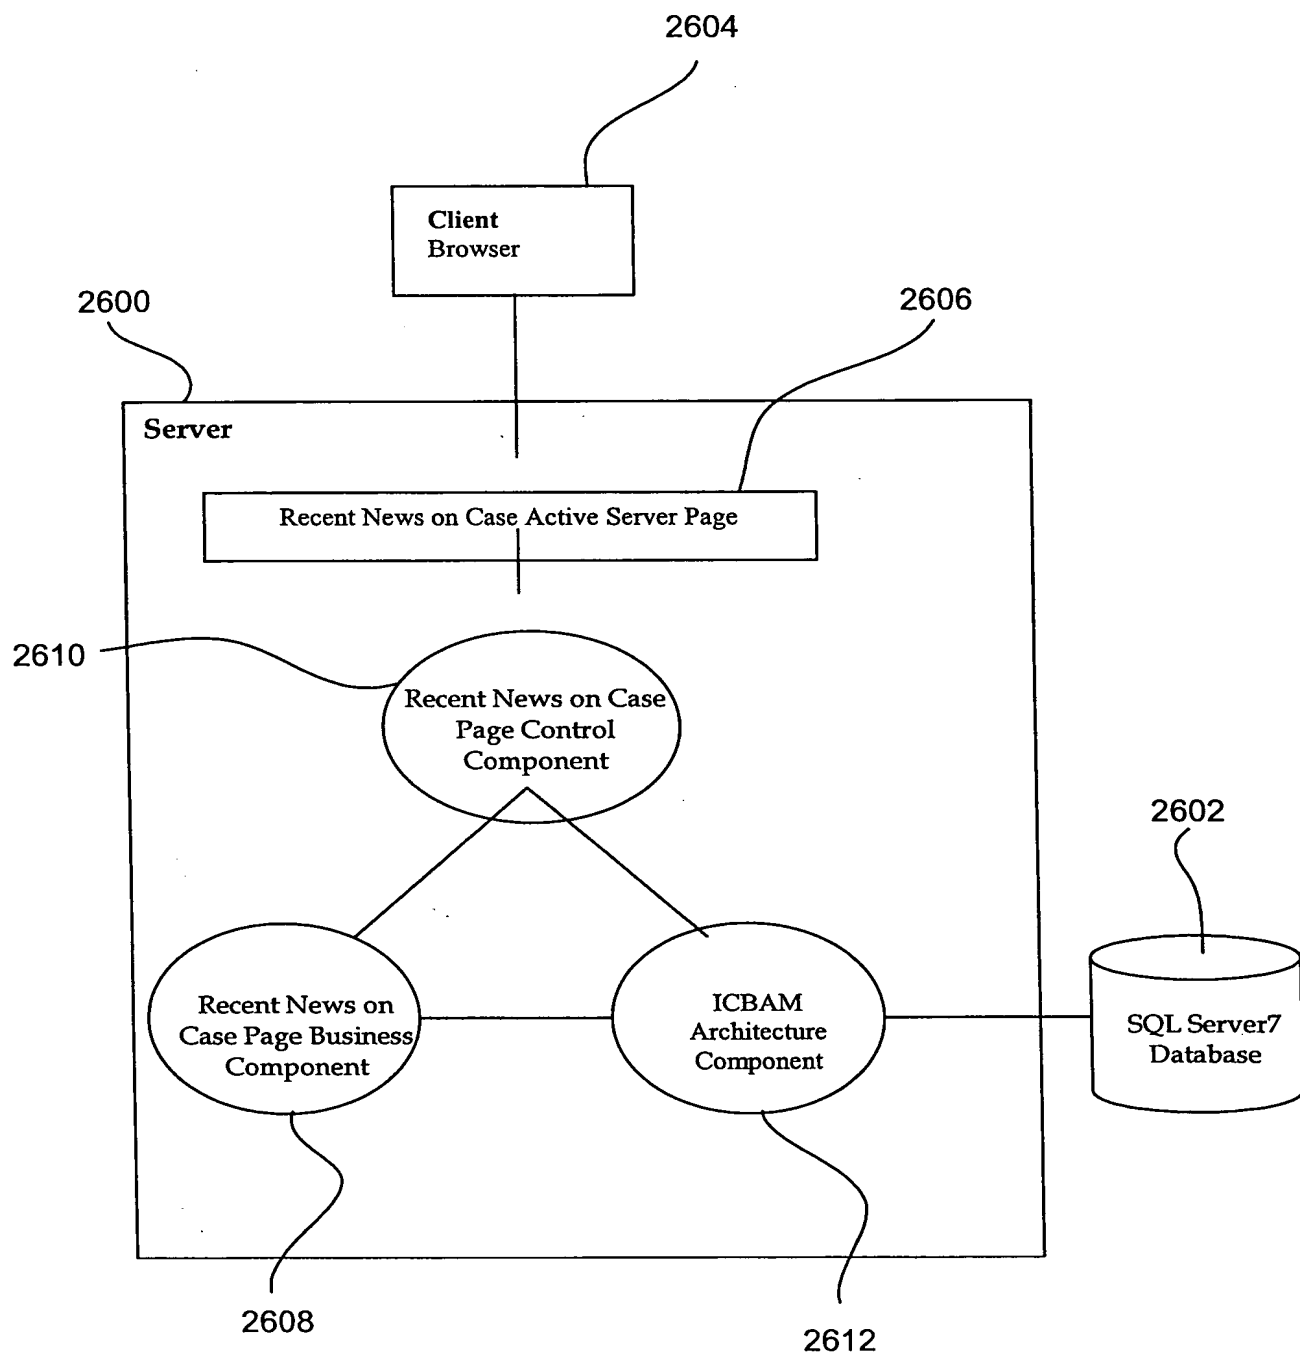 2604
Client
Browser
2600
2606
Server
Recent News on Case Active Server Page
2610
Recent News on Case
Page Control
Component
2602
Recent News on
Case Page Business
Component
ICBAM
Architecture
Component
SQL Server7
Database
2608
2612